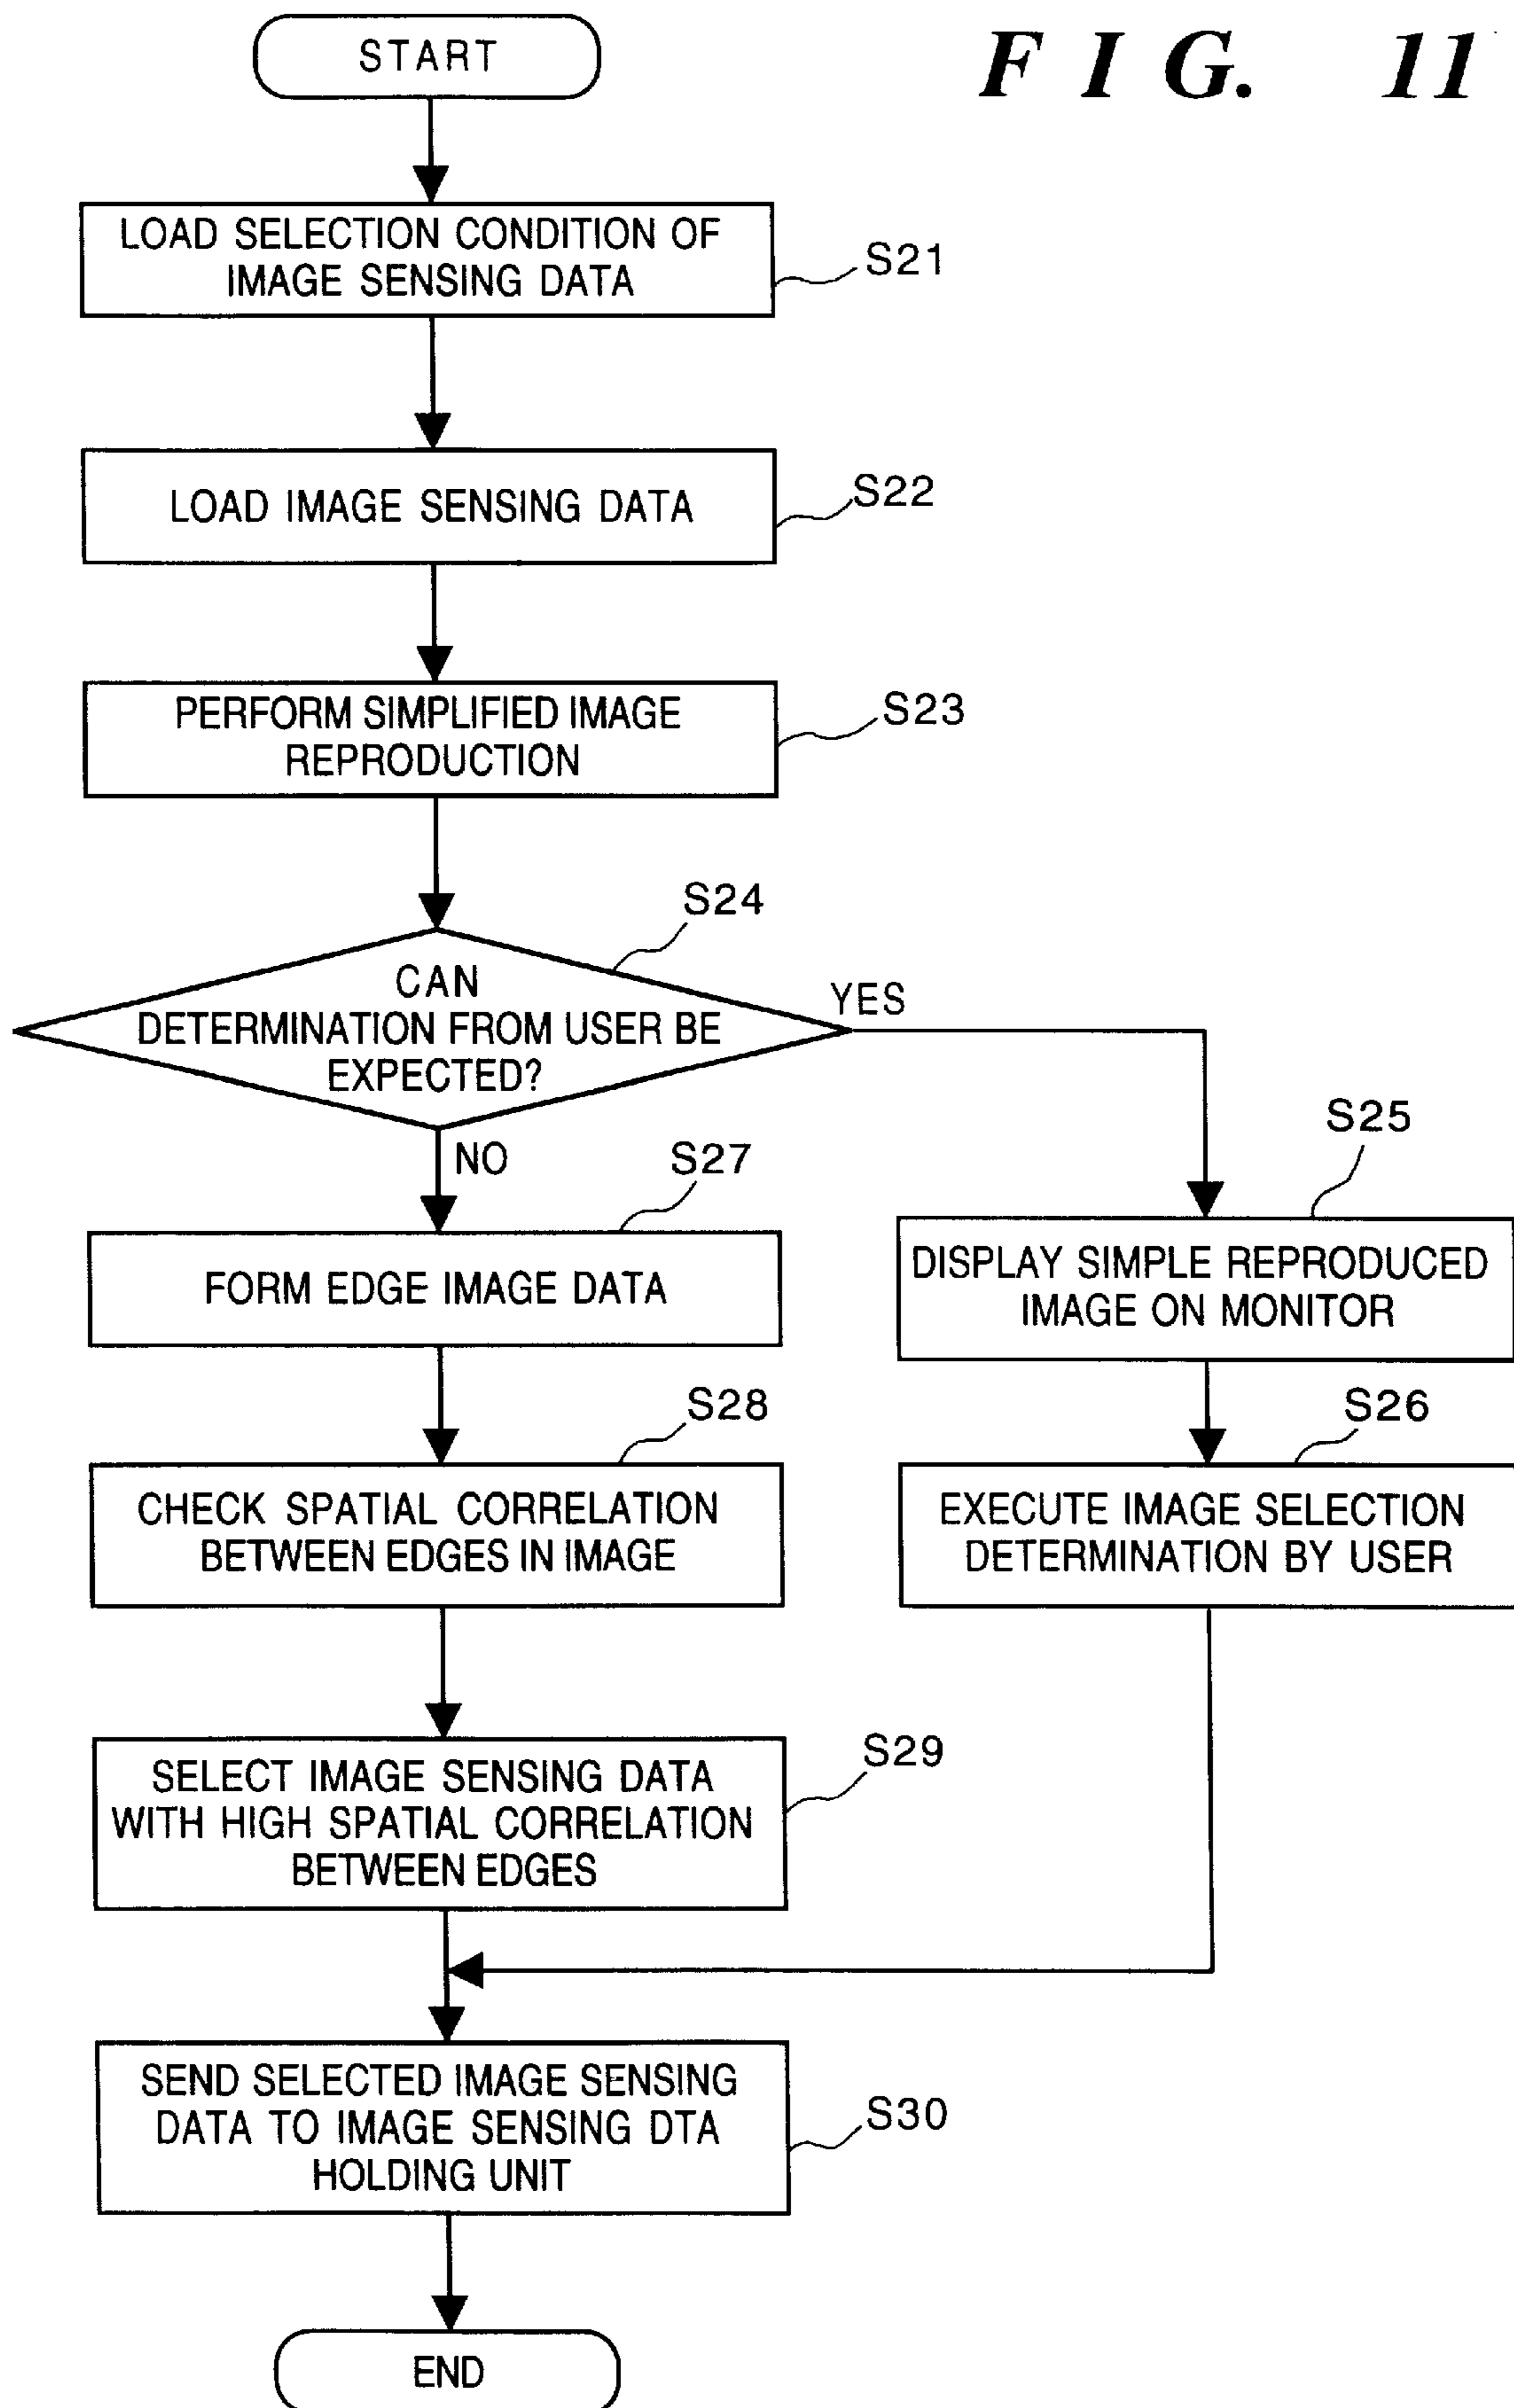 FIG. 11
START
LOAD SELECTION CONDITION OF
IMAGE SENSING DATA
S21
LOAD IMAGE SENSING DATA
S22
PERFORM SIMPLIFIED IMAGE
REPRODUCTION
S23
S24
CAN
DETERMINATION FROM USER BE
EXPECTED?
YES
NO
S27
FORM EDGE IMAGE DATA
S25
DISPLAY SIMPLE REPRODUCED
IMAGE ON MONITOR
S28
CHECK SPATIAL CORRELATION
BETWEEN EDGES IN IMAGE
S26
EXECUTE IMAGE SELECTION
DETERMINATION BY USER
S29
SELECT IMAGE SENSING DATA
WITH HIGH SPATIAL CORRELATION
BETWEEN EDGES
SEND SELECTED IMAGE SENSING
DATA TO IMAGE SENSING DTA
HOLDING UNIT
S30
END